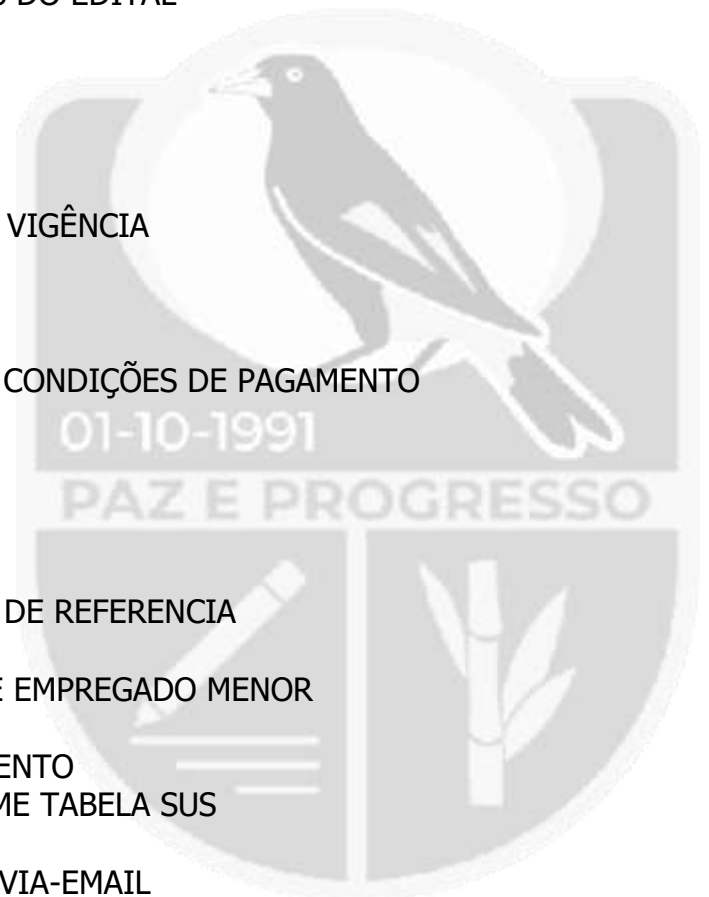 DO EDITAL
VIGÊNCIA
CONDIÇÕES DE PAGAMENTO
01-10-1991
PAZ E PROGRESSO
DE REFERENCIA
EMPREGADO MENOR
ENTO
ME TABELA SUS
VIA-EMAIL